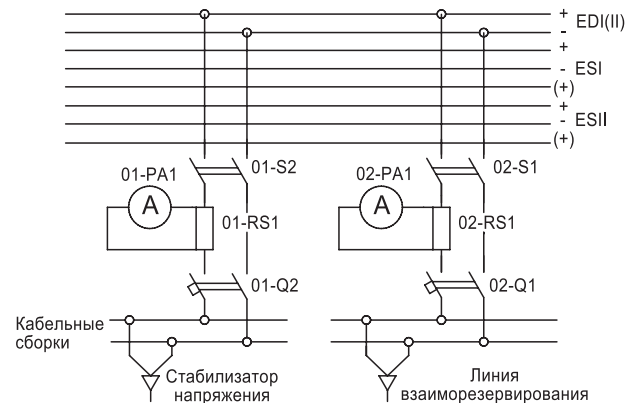 +
- EDI(II)
+
- ESI
(+)
+
- ESII
(+)
01-PA1 01-S2 02-PA1 02-S1
A A
01-RS1 02-RS1
01-Q2 02-Q1
Кабельные
сборки
Стабилизатор
напряжения
Линия
взаиморезервирования